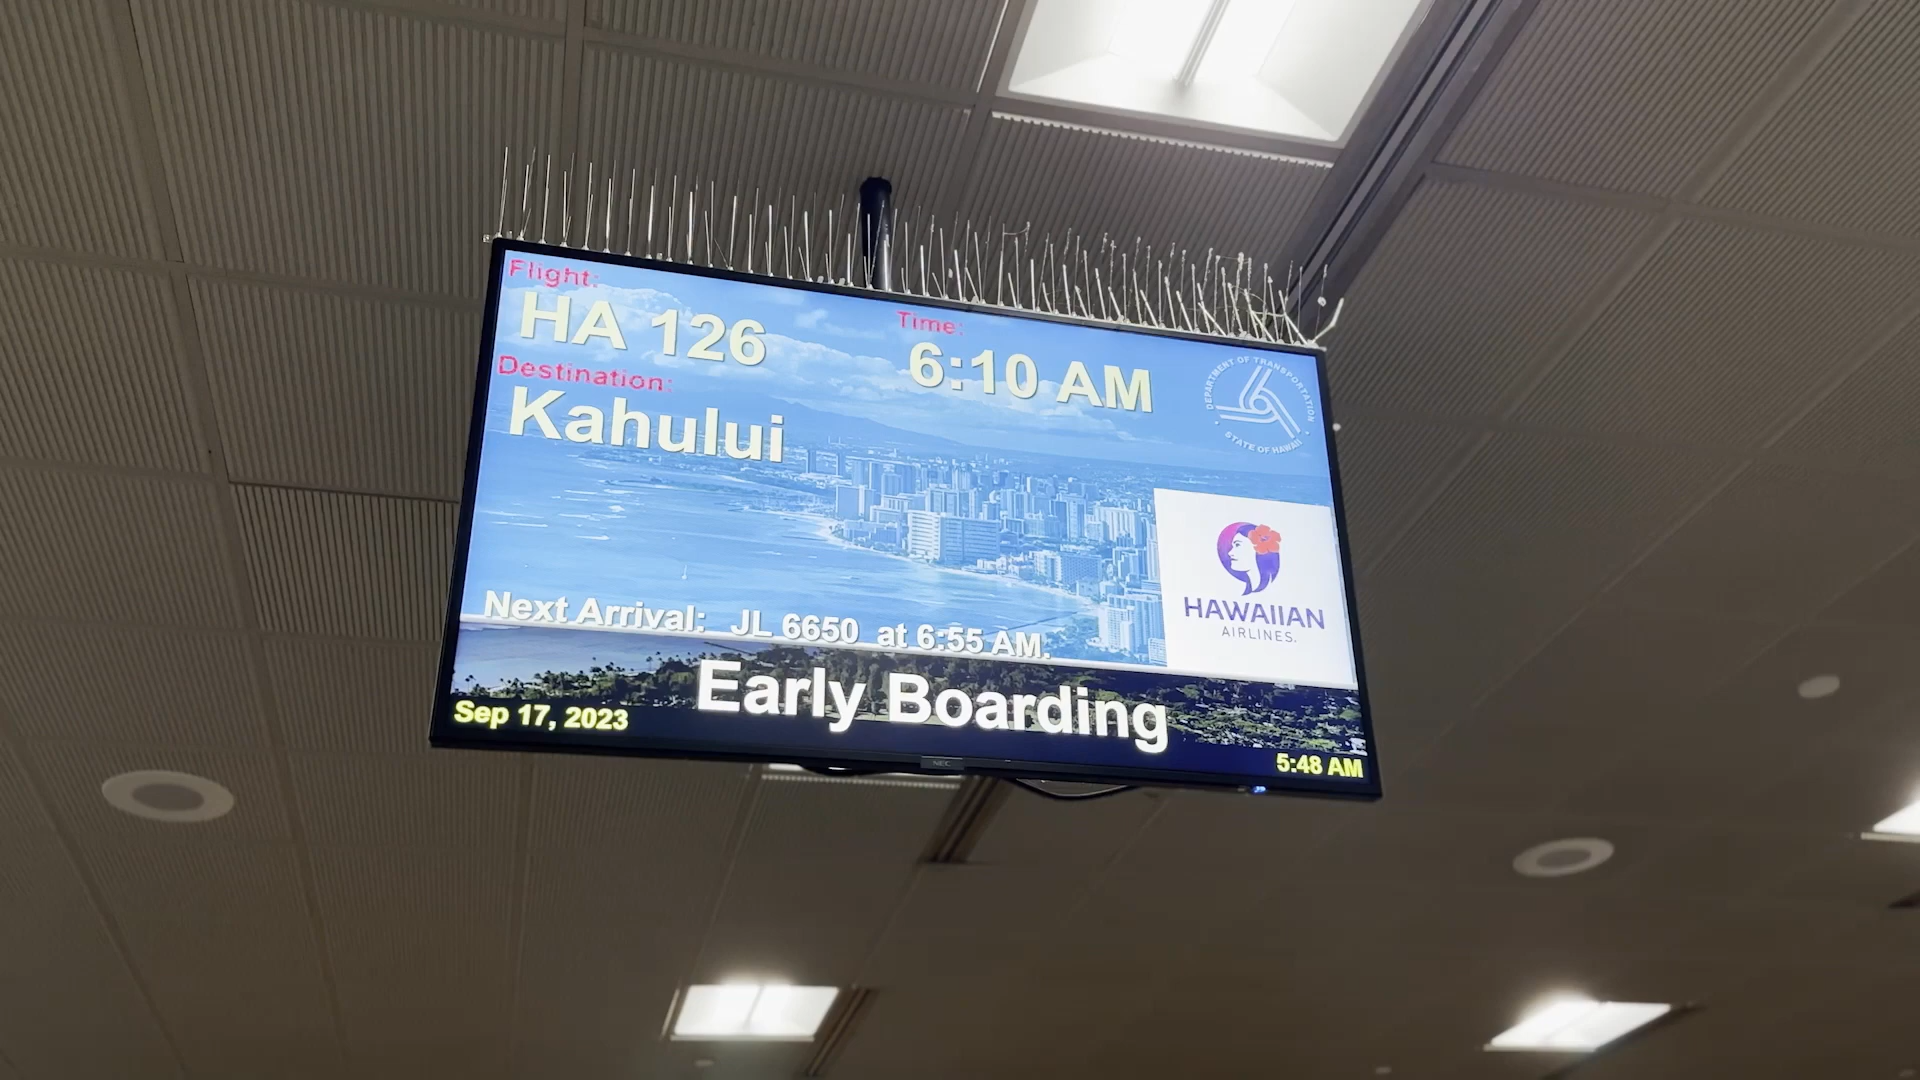 Flight:
HA 126
Time:
6:10 AM
Destination:
Kahului
DEPARTMENT OF TRANSPORTATION
STATE OF HAWAII
HAWAIIAN
AIRLINES.
Next Arrival: JL 6650 at 6:55 AM.
Early Boarding
Sep 17, 2023
5:48 AM
NEC